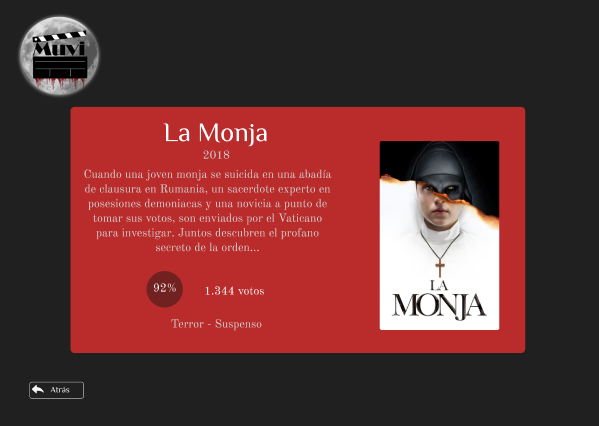 Muvi
La Monja
2018
Cuando una joven monja se suicida en una abadía
de clausura en Rumania, un sacerdote experto en
posesiones demoniacas y una novicia a punto de
tomar sus votos, son enviados por el Vaticano
para investigar. Juntos descubren el profano
secreto de la orden...
92%
1.344 votos
Terror - Suspenso
LA
MONJA
Atrás